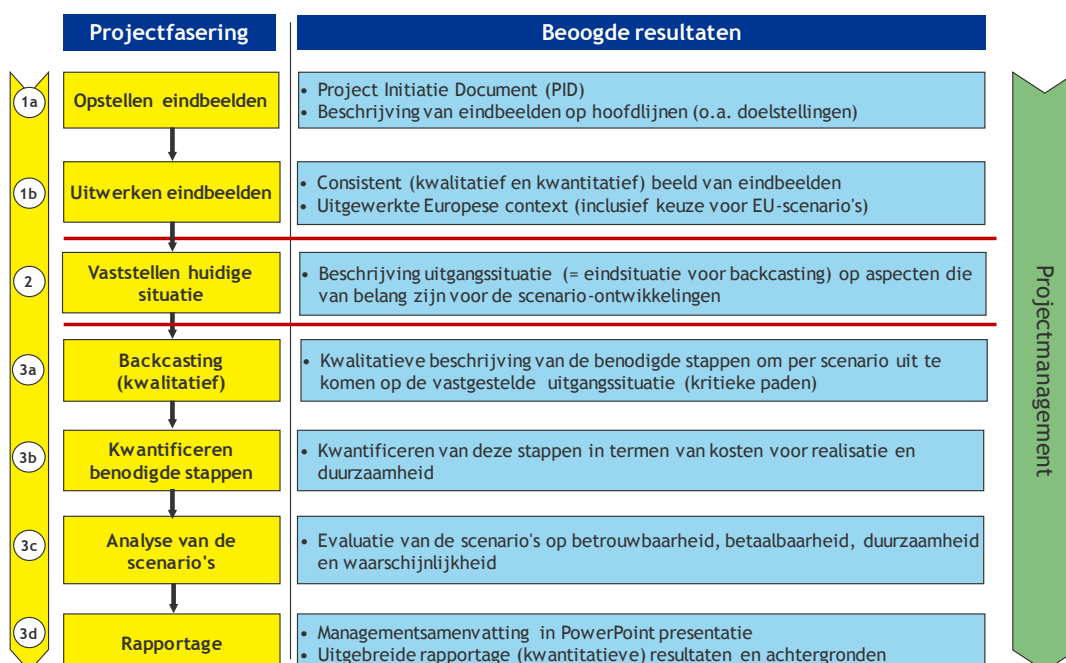 Projectfasering
Beoogde resultaten
1a
Opstellen eindbeelden
• Project Initiatie Document (PID)
• Beschrijving van eindbeelden op hoofdlijnen (o.a. doelstellingen)
1b
Uitwerken eindbeelden
• Consistent (kwalitatief en kwantitatief) beeld van eindbeelden
• Uitgewerkte Europese context (inclusief keuze voor EU-scenario's)
2
Vaststellen huidige
situatie
• Beschrijving uitgangssituatie (= eindsituatie voor backcasting) op aspecten die
van belang zijn voor de scenario-ontwikkelingen
3a
Backcasting
(kwalitatief)
• Kwalitatieve beschrijving van de benodigde stappen om per scenario uit te
komen op de vastgestelde uitgangssituatie (kritieke paden)
3b
Kwantificeren
benodigde stappen
• Kwantificeren van deze stappen in termen van kosten voor realisatie en
duurzaamheid
3c
Analyse van de
scenario's
• Evaluatie van de scenario's op betrouwbaarheid, betaalbaarheid, duurzaamheid
en waarschijnlijkheid
3d
Rapportage
• Managementsamenvatting in PowerPoint presentatie
• Uitgebreide rapportage (kwantitatieve) resultaten en achtergronden
Projectmanagement